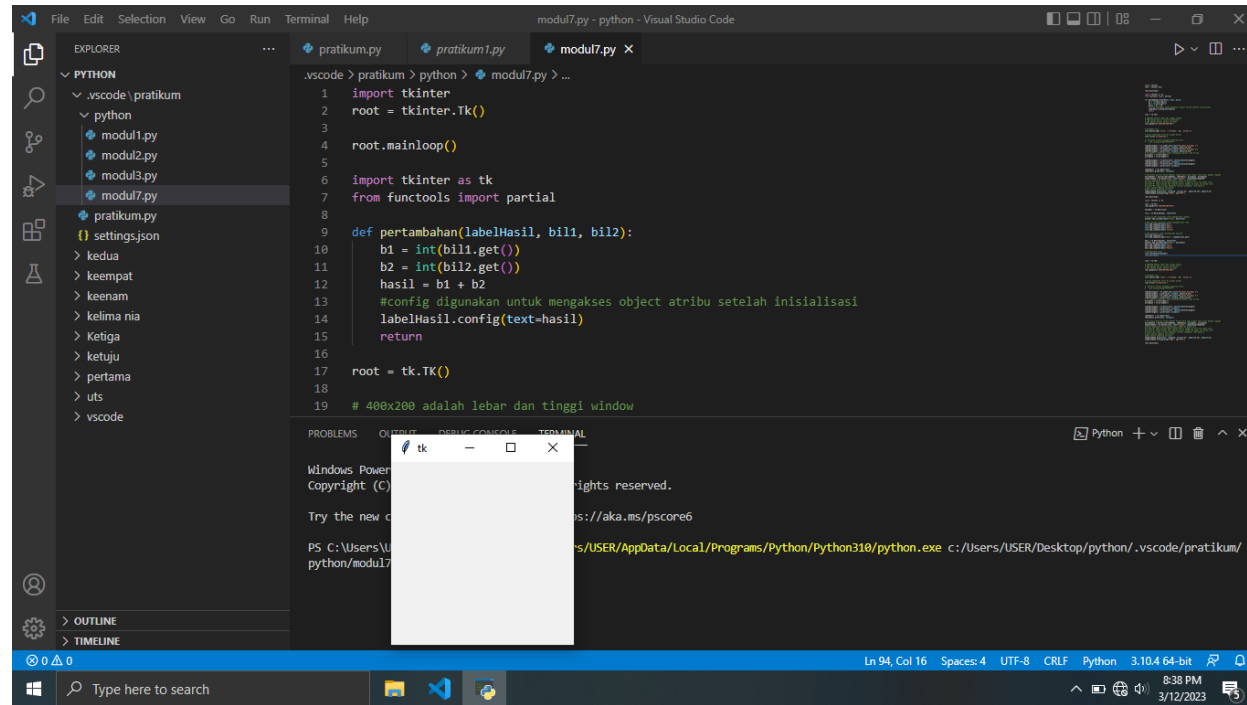 File Edit Selection View Go Run Terminal Help
modul7.py - python - Visual Studio Code
EXPLORER
PYTHON
.vscode\pratikum
python
modul1.py
modul2.py
modul3.py
modul7.py
pratikum.py
{} settings.json
kedua
keempat
keenam
kelima nia
Ketiga
ketuju
pertama
uts
vscode
OUTLINE
TIMELINE
pratikum.py pratikum1.py modul7.py
.vscode > pratikum > python > modul7.py > ...
1 import tkinter
2 root = tkinter.Tk()
3
4 root.mainloop()
5
6 import tkinter as tk
7 from functools import partial
8
9 def pertambahan(labelHasil, bil1, bil2):
10 b1 = int(bil1.get())
11 b2 = int(bil2.get())
12 hasil = b1 + b2
13 #config digunakan untuk mengakses object atribu setelah inisialisasi
14 labelHasil.config(text=hasil)
15 return
16
17 root = tk.TK()
18
19 # 400x200 adalah lebar dan tinggi window
PROBLEMS OUTPUT DEBUG CONSOLE TERMINAL
Python
tk
Windows Power
Copyright (C) rights reserved.
Try the new c ps://aka.ms/pscore6
PS C:\Users\U s/USER/AppData/Local/Programs/Python/Python310/python.exe c:/Users/USER/Desktop/python/.vscode/pratikum/
python/modul7
0 0
Ln 94, Col 16 Spaces: 4 UTF-8 CRLF Python 3.10.4 64-bit
Type here to search
8:38 PM
3/12/2023
5